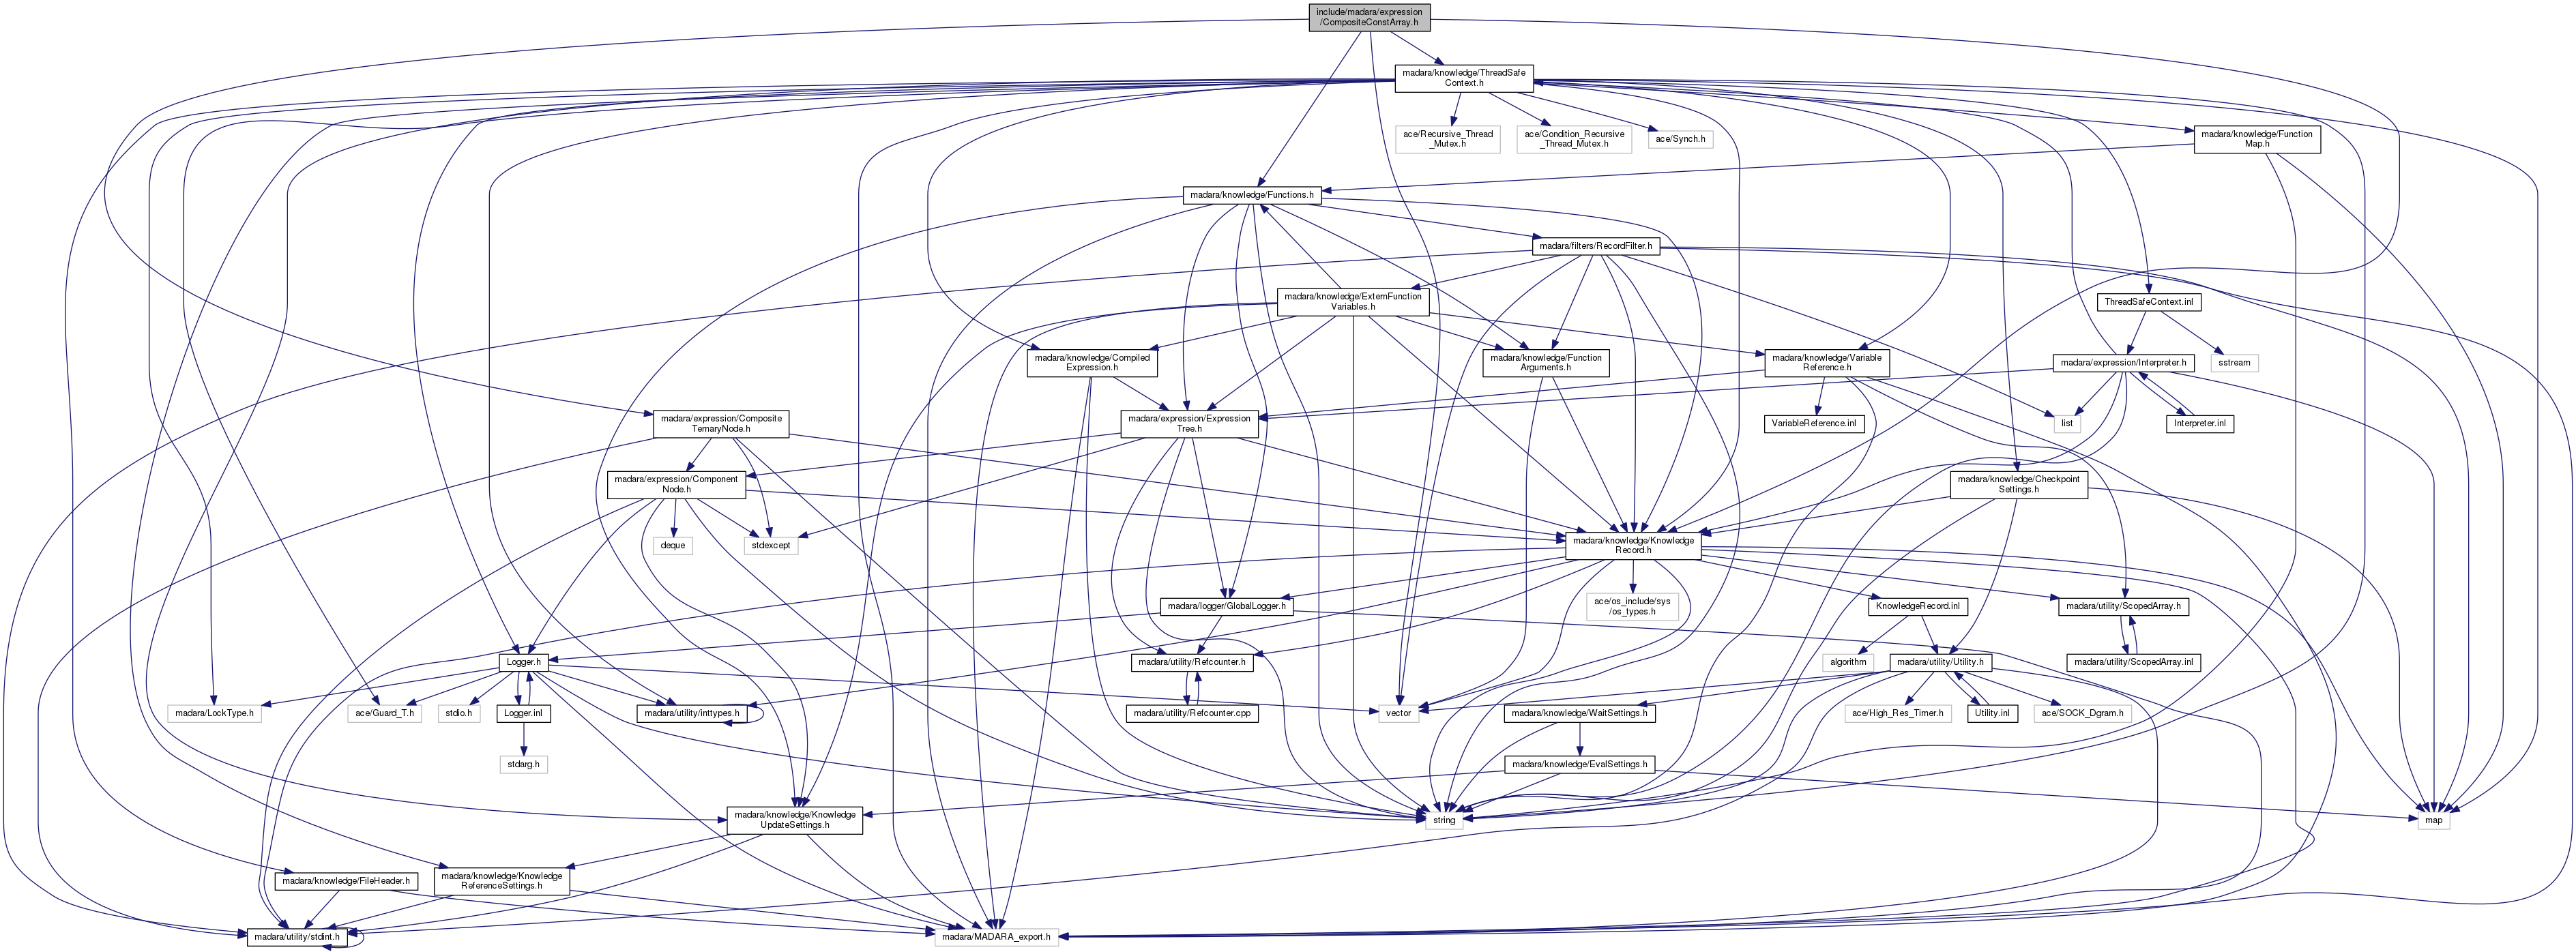 include/madara/expression
/CompositeConstArray.h
madara/knowledge/ThreadSafe
Context.h
ace/Recursive_Thread
_Mutex.h
ace/Condition_Recursive
_Thread_Mutex.h
ace/Synch.h
madara/knowledge/Function
Map.h
madara/knowledge/Functions.h
madara/filters/RecordFilter.h
madara/knowledge/ExternFunction
Variables.h
ThreadSafeContext.inl
madara/knowledge/Compiled
Expression.h
madara/knowledge/Function
Arguments.h
madara/knowledge/Variable
Reference.h
madara/expression/Interpreter.h
sstream
madara/expression/Composite
TernaryNode.h
madara/expression/Expression
Tree.h
VariableReference.inl
list
Interpreter.inl
madara/expression/Component
Node.h
madara/knowledge/Checkpoint
Settings.h
deque
stdexcept
madara/knowledge/Knowledge
Record.h
madara/logger/GlobalLogger.h
ace/os_include/sys
/os_types.h
KnowledgeRecord.inl
madara/utility/ScopedArray.h
Logger.h
madara/utility/Refcounter.h
algorithm
madara/utility/Utility.h
madara/utility/ScopedArray.inl
madara/LockType.h
ace/Guard_T.h
stdio.h
Logger.inl
madara/utility/inttypes.h
madara/utility/Refcounter.cpp
vector
madara/knowledge/WaitSettings.h
ace/High_Res_Timer.h
Utility.inl
ace/SOCK_Dgram.h
stdarg.h
madara/knowledge/EvalSettings.h
madara/knowledge/Knowledge
UpdateSettings.h
string
map
madara/knowledge/FileHeader.h
madara/knowledge/Knowledge
ReferenceSettings.h
madara/utility/stdint.h
madara/MADARA_export.h